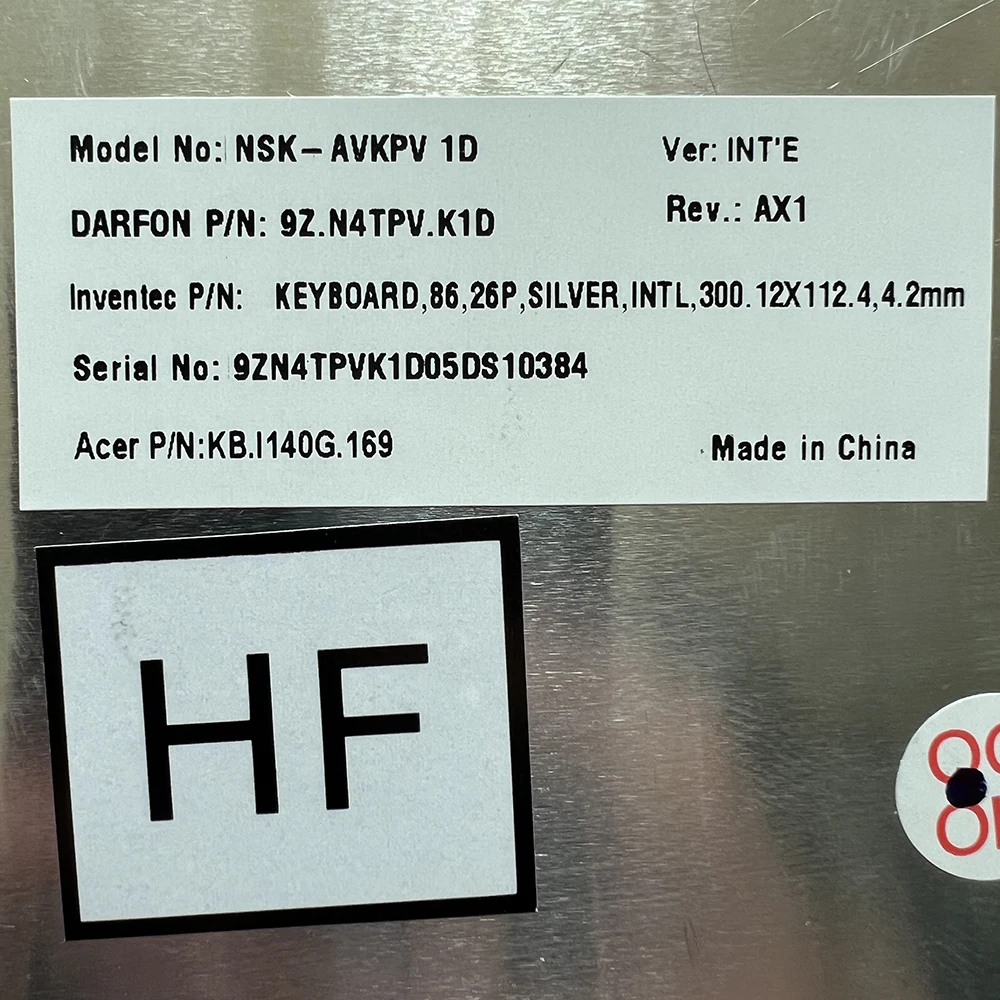 Model No: NSK-AVKPV 1D Ver: INT'E
DARFON P/N: 9Z.N4TPV.K1D Rev.: AX1
Inventec P/N: KEYBOARD,86,26P,SILVER,INTL,300.12X112.4,4.2mm
Serial No: 9ZN4TPVK1D05DS10384
Acer P/N:KB.I140G.169 Made in China
HF